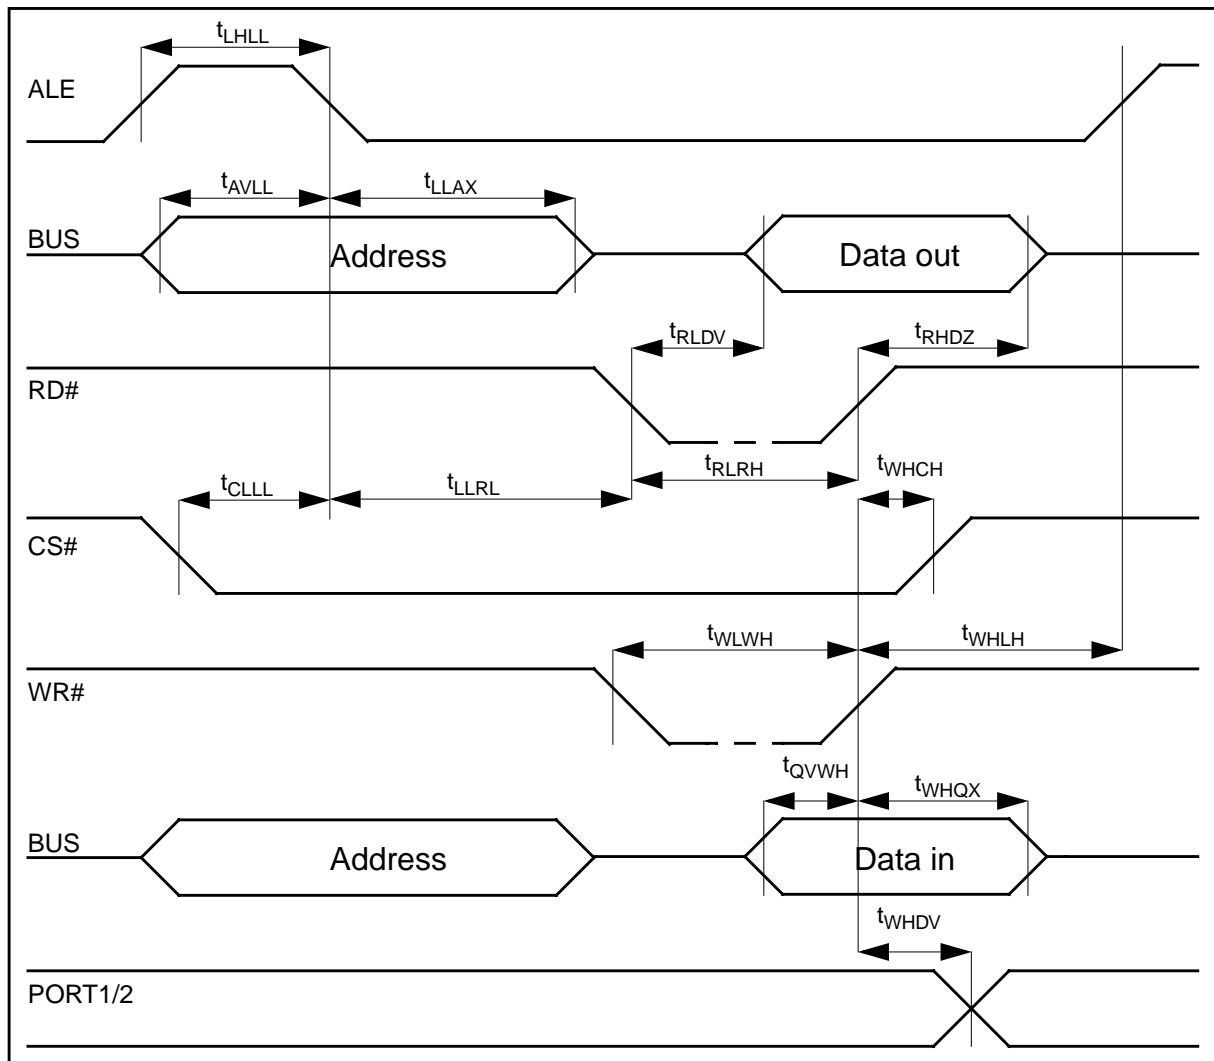 tLHLL
ALE
tAVLL tLLAX
BUS Address Data out
tRLDV tRHDZ
RD#
tRLRH tWHCH
tCLLL tLLRL
CS#
tWLWH tWHLH
WR#
tQVWH tWHQX
BUS Address Data in
tWHDV
PORT1/2